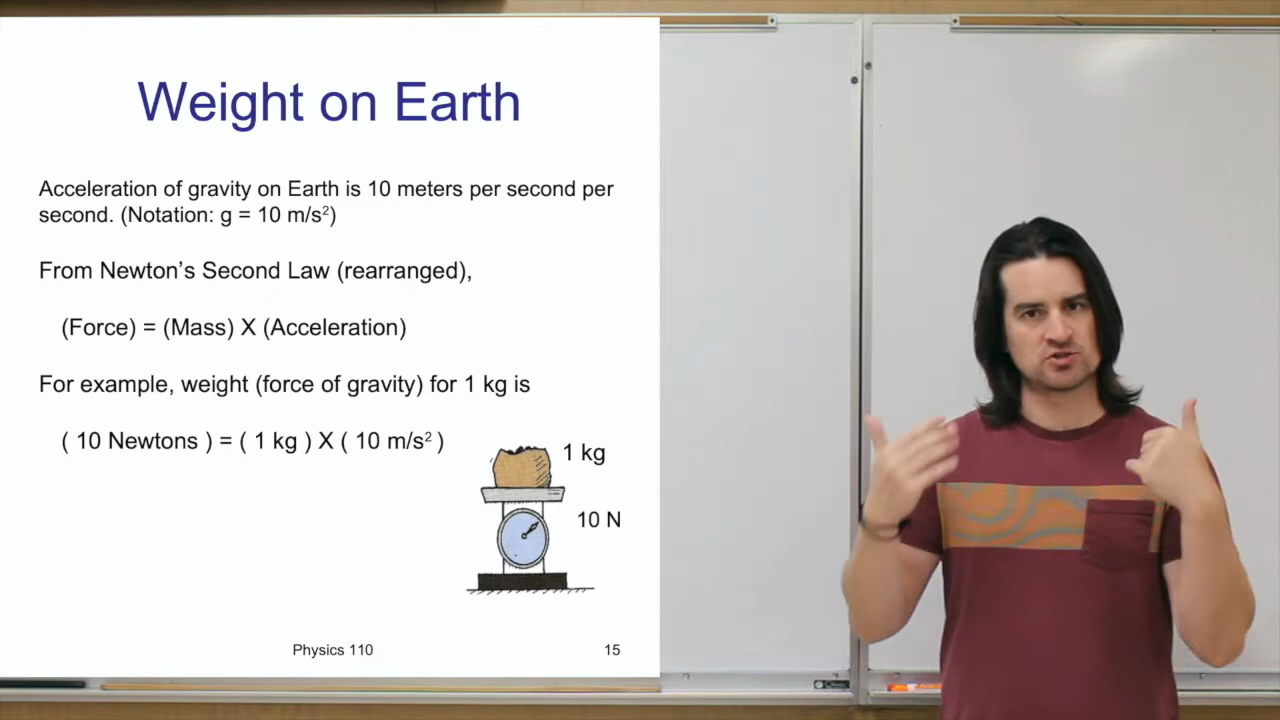 Weight on Earth
Acceleration of gravity on Earth is 10 meters per second per
second. (Notation: g = 10 m/s²)
From Newton’s Second Law (rearranged),
(Force) = (Mass) X (Acceleration)
For example, weight (force of gravity) for 1 kg is
( 10 Newtons ) = ( 1 kg ) X ( 10 m/s² )
1 kg
10 N
Physics 110
15